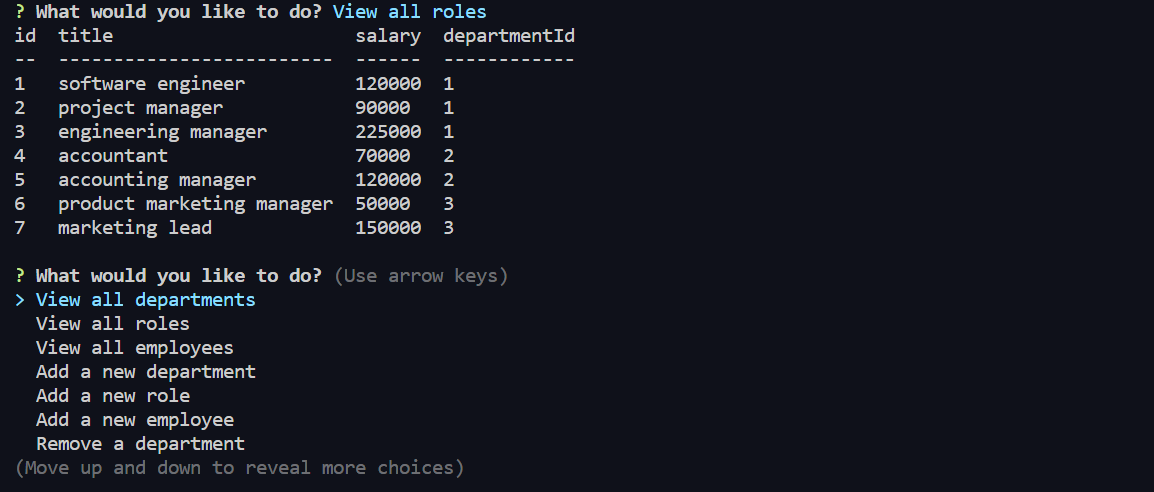 ? What would you like to do? View all roles
id  title                      salary  departmentId
--  -------------------------  ------  ------------
1   software engineer          120000  1
2   project manager            90000   1
3   engineering manager        225000  1
4   accountant                 70000   2
5   accounting manager         120000  2
6   product marketing manager  50000   3
7   marketing lead             150000  3
? What would you like to do? (Use arrow keys)
> View all departments
  View all roles
  View all employees
  Add a new department
  Add a new role
  Add a new employee
  Remove a department
(Move up and down to reveal more choices)